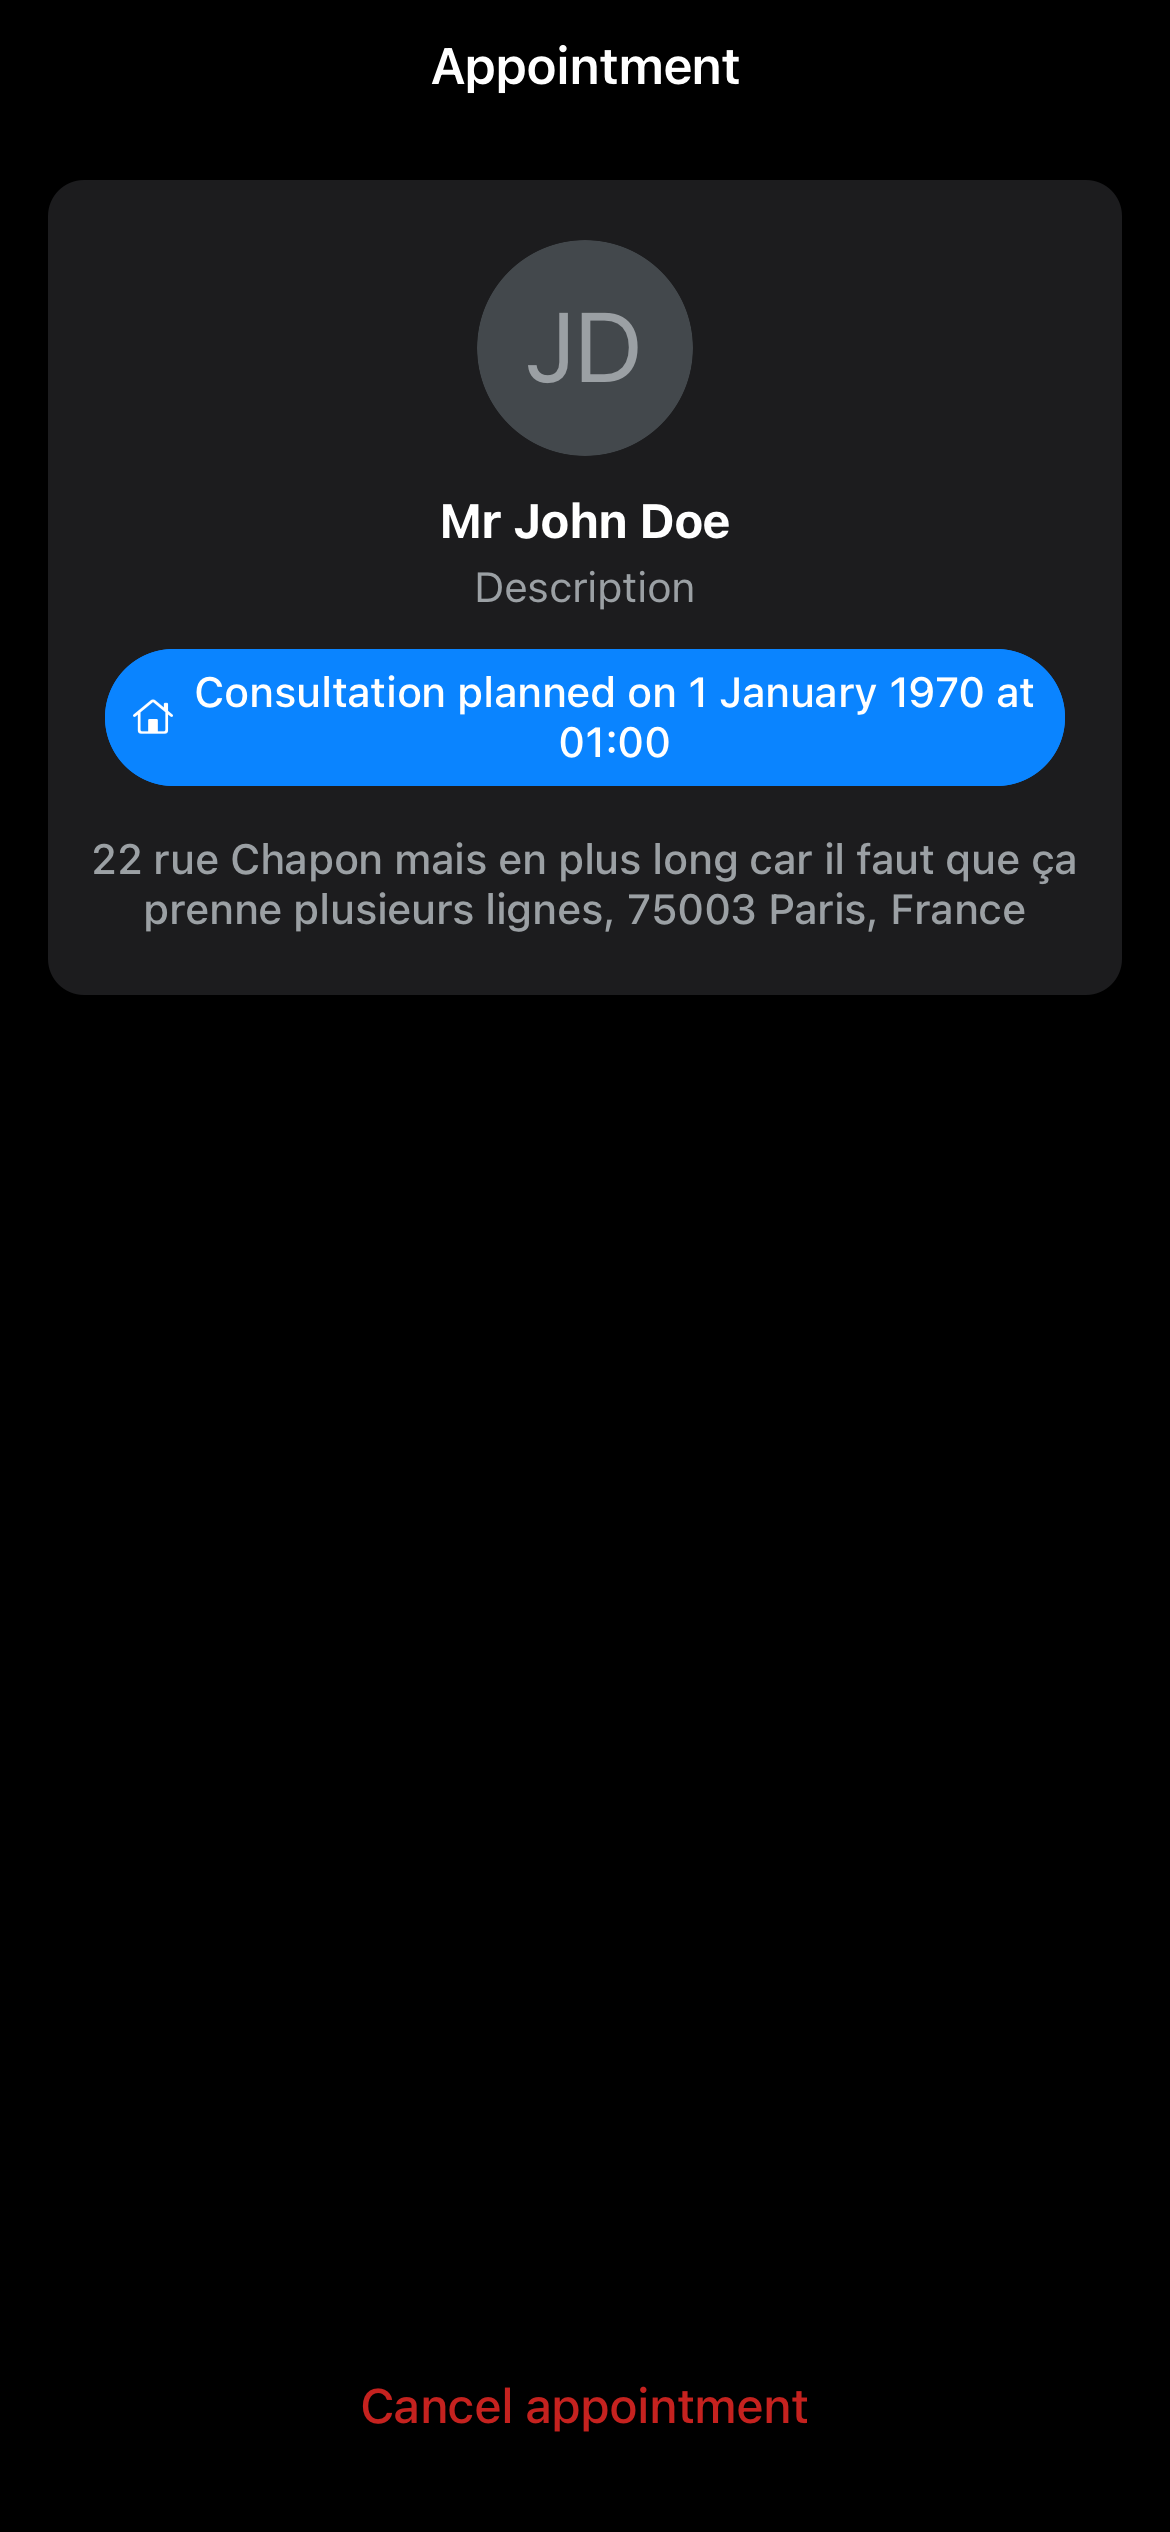 Appointment
JD
Mr John Doe
Description
Consultation planned on 1 January 1970 at
01:00
22 rue Chapon mais en plus long car il faut que ça
prenne plusieurs lignes, 75003 Paris, France
Cancel appointment